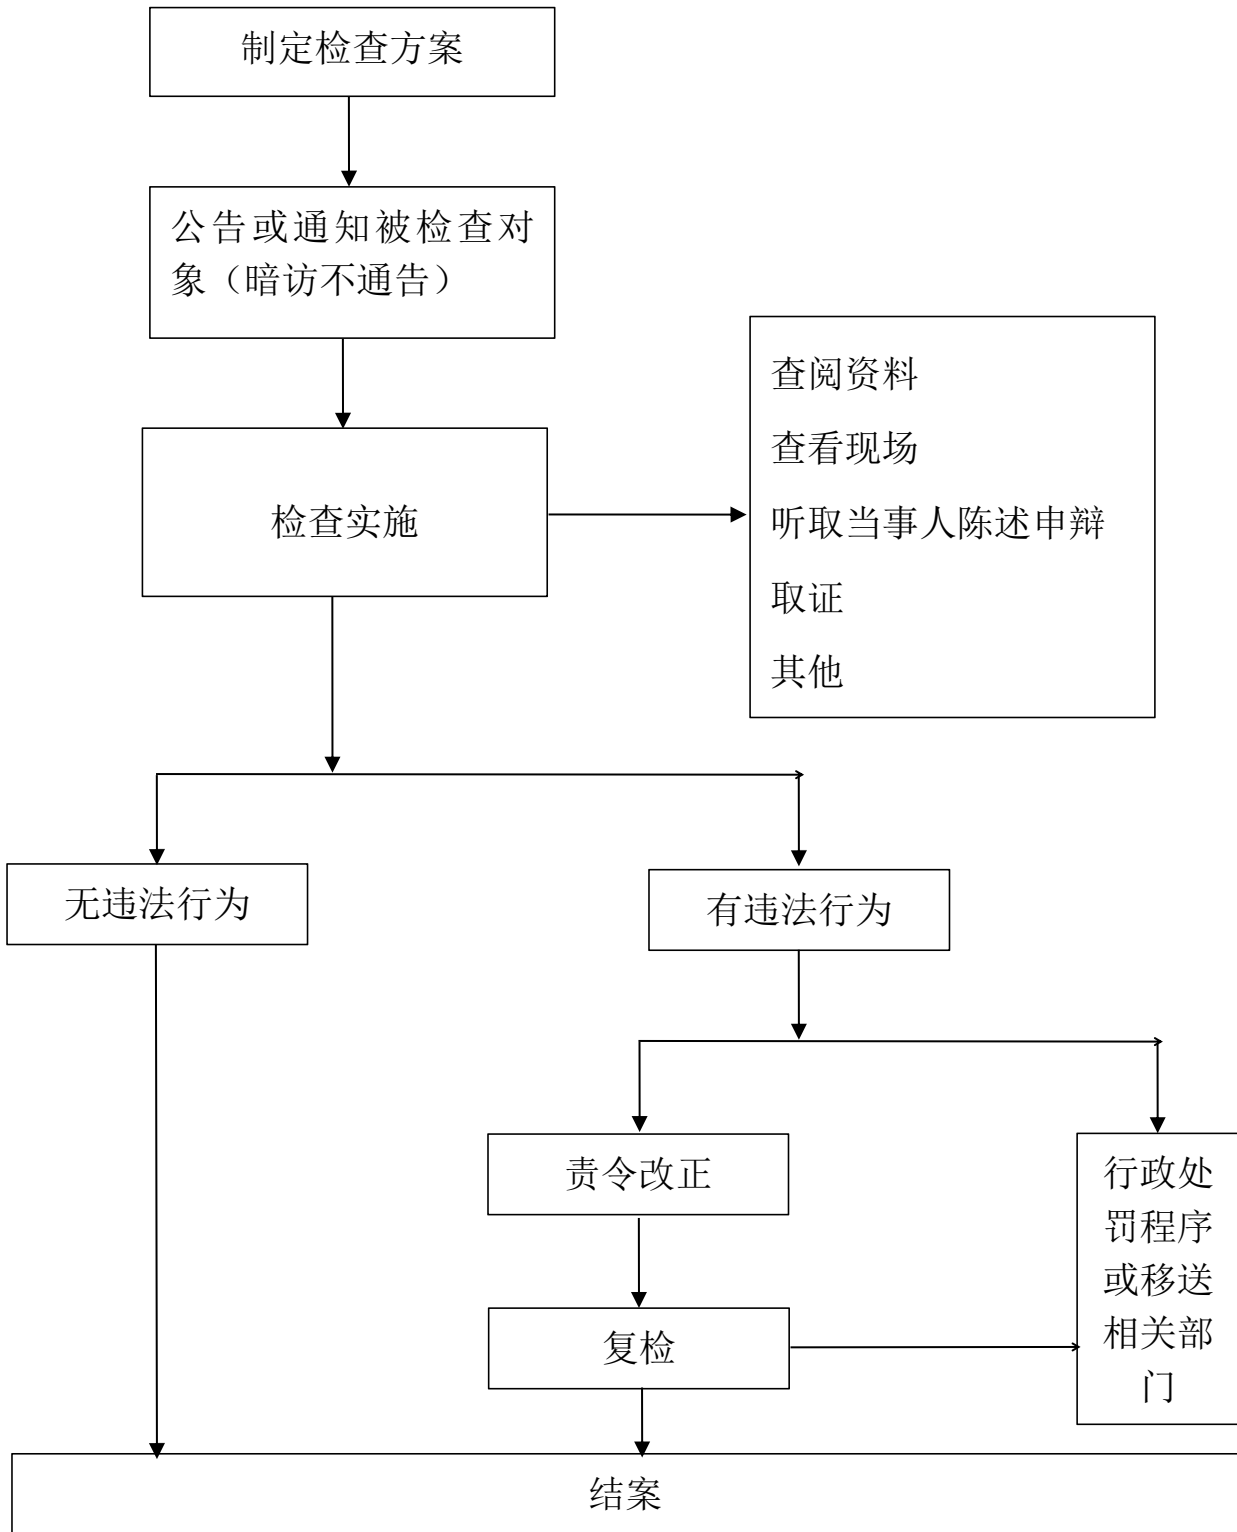 制定检查方案
公告或通知被检查对
象（暗访不通告）
查阅资料
查看现场
检查实施
听取当事人陈述申辩
取证
其他
无违法行为
有违法行为
责令改正
行政处
罚程序
或移送
相关部
门
复检
结案